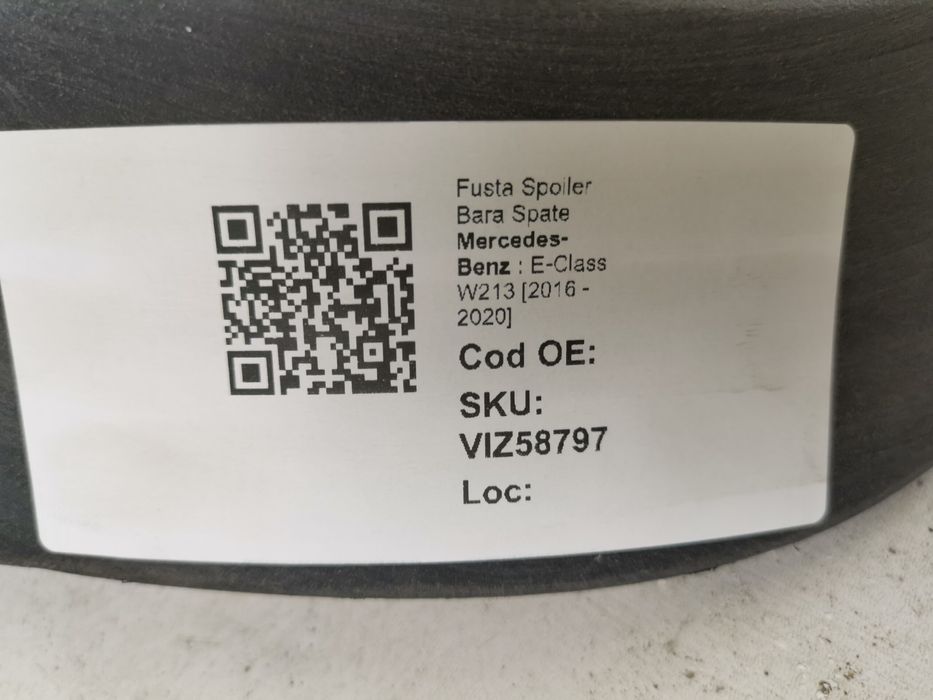 Fusta Spoiler
Bara Spate
Mercedes-
Benz : E-Class
W213 [2016 -
2020]
Cod OE:
SKU:
VIZ58797
Loc: